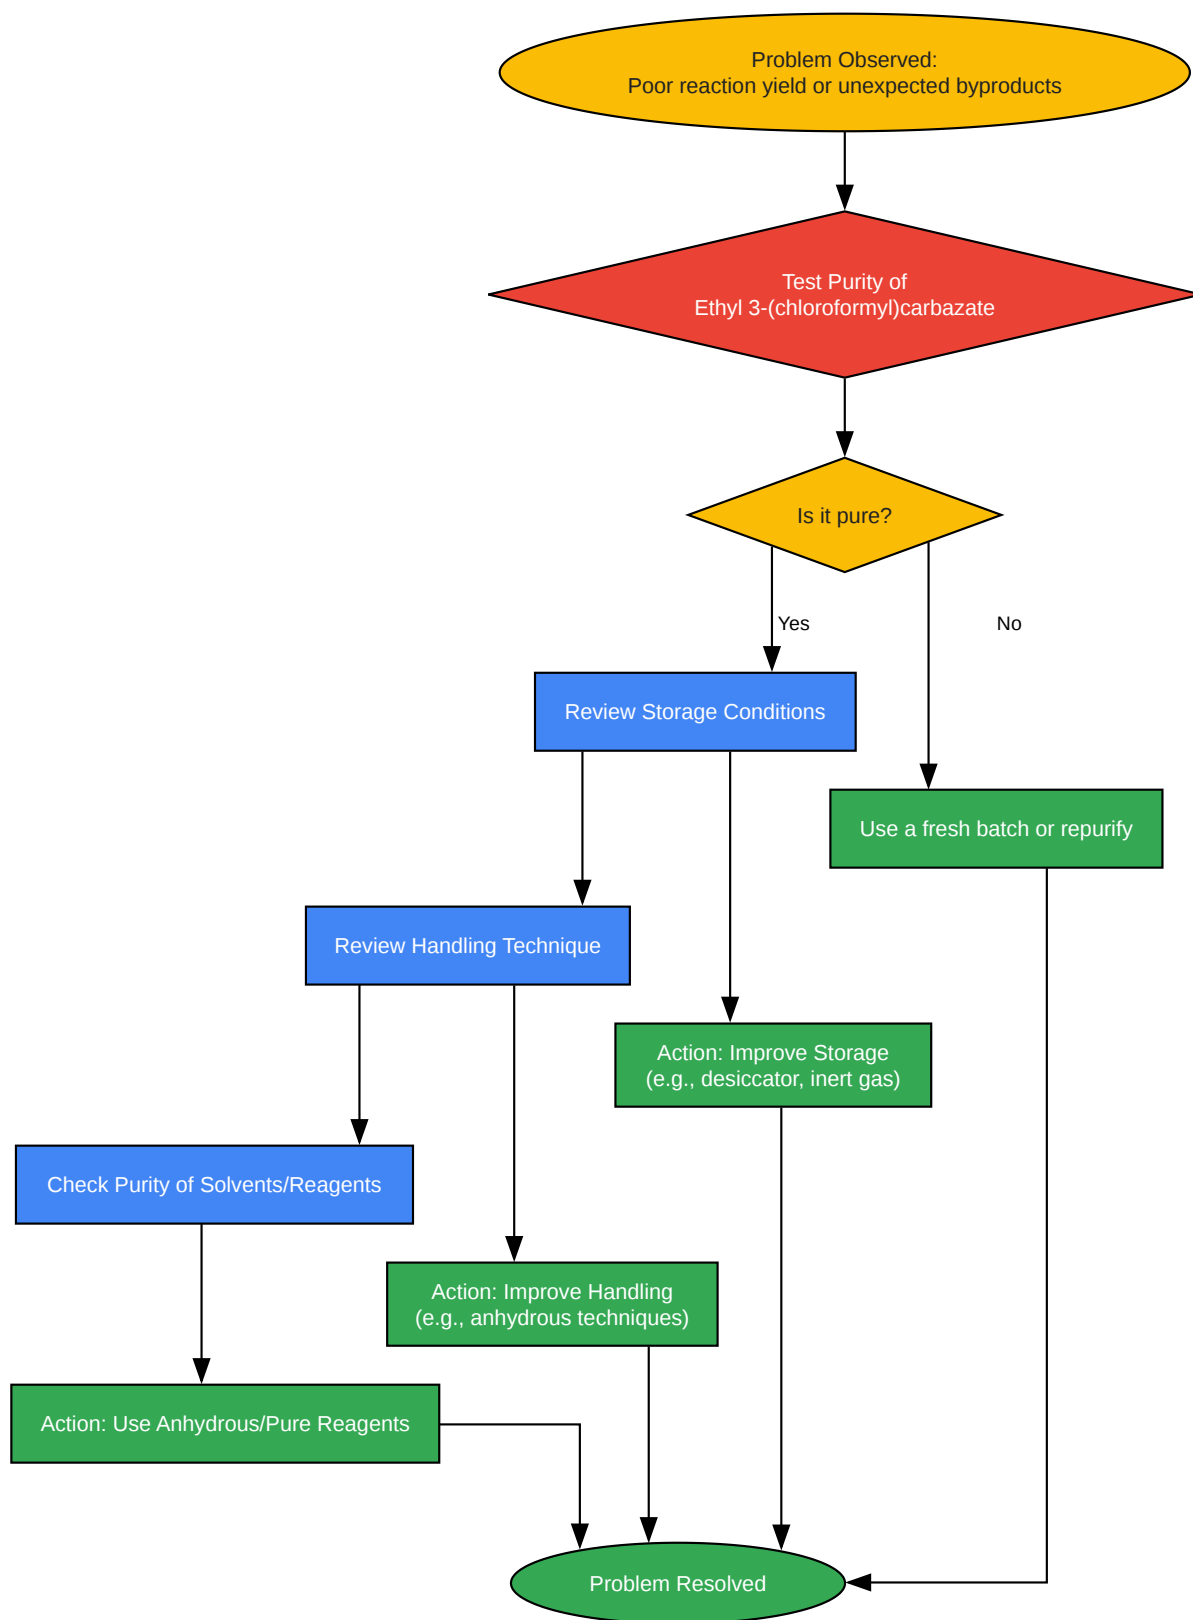 Problem Observed:
Poor reaction yield or unexpected byproducts
Test Purity of
Ethyl 3-(chloroformyl)carbazate
Is it pure?
Yes
No
Review Storage Conditions
Use a fresh batch or repurify
Review Handling Technique
Action: Improve Storage
(e.g., desiccator, inert gas)
Check Purity of Solvents/Reagents
Action: Improve Handling
(e.g., anhydrous techniques)
Action: Use Anhydrous/Pure Reagents
Problem Resolved